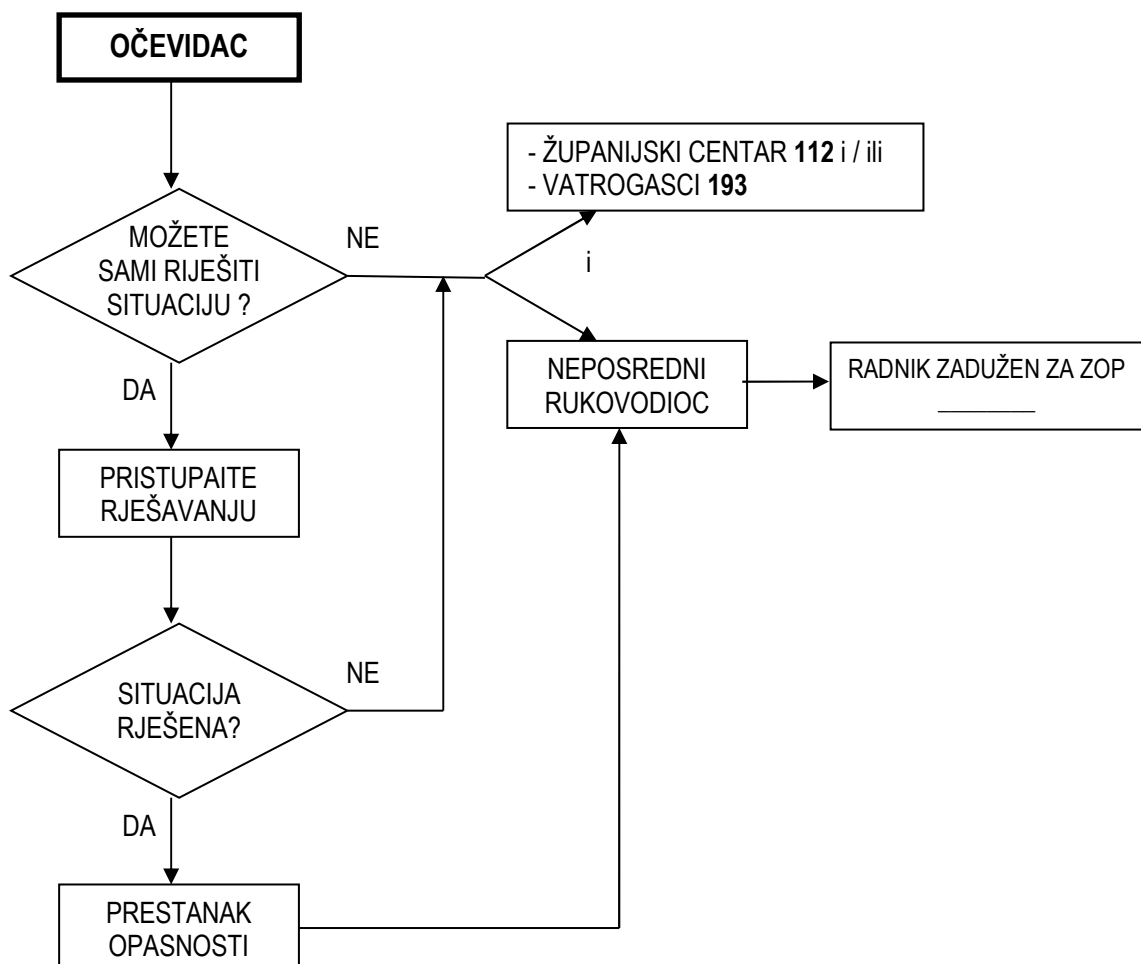 OČEVIDAC
- ŽUPANIJSKI CENTAR 112 i / ili
- VATROGASCI 193
MOŽETE
SAMI RIJEŠITI
SITUACIJU ?
NE
i
NEPOSREDNI
RUKOVODIOC
RADNIK ZADUŽEN ZA ZOP
________
DA
PRISTUPAITE
RJEŠAVANJU
SITUACIJA
RJEŠENA?
NE
DA
PRESTANAK
OPASNOSTI